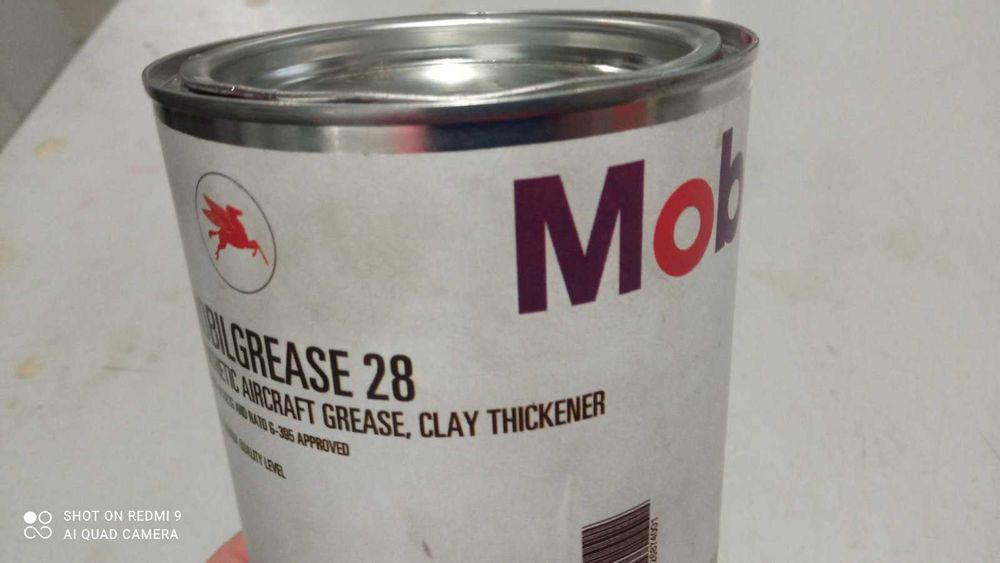 Mob
BILGREASE 28
AIRCRAFT GREASE, CLAY THICKENER
AND NATO G-395 APPROVED
QUALITY LEVEL
SHOT ON REDMI 9
AI QUAD CAMERA